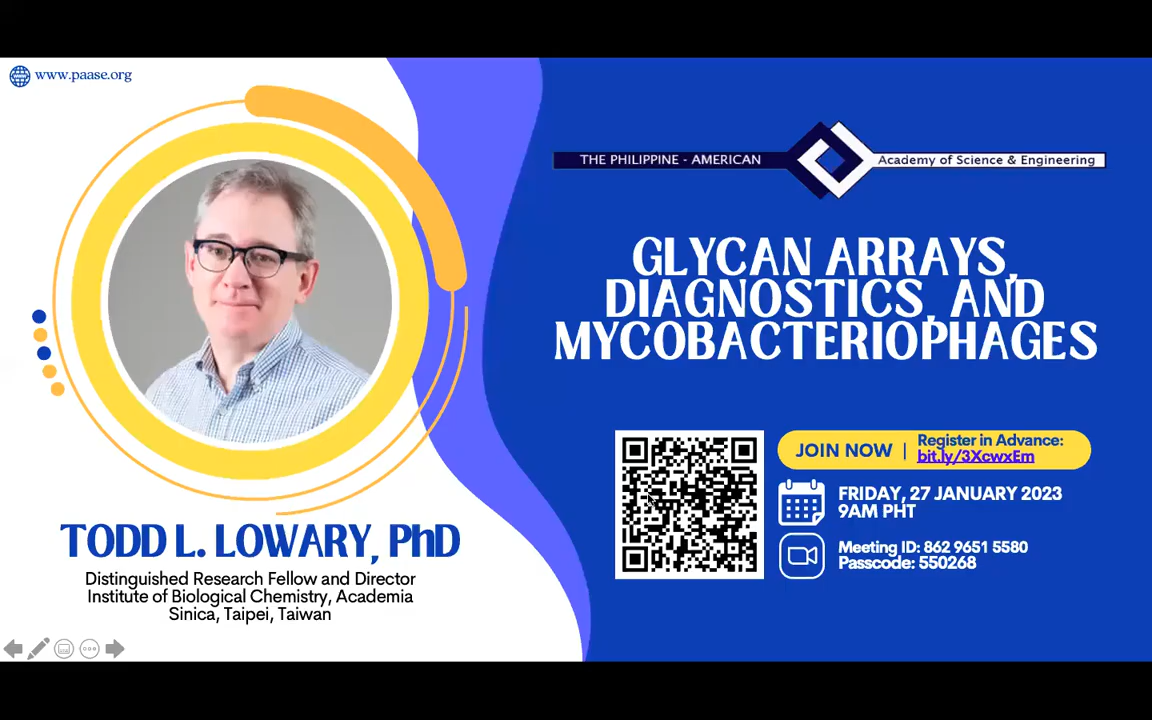 www.paase.org
THE PHILIPPINE - AMERICAN Academy of Science & Engineering
GLYCAN ARRAYS,
DIAGNOSTICS, AND
MYCOBACTERIOPHAGES
JOIN NOW | Register in Advance:
bit.ly/3XcwxEm
FRIDAY, 27 JANUARY 2023
9AM PHT
Meeting ID: 862 9651 5580
Passcode: 550268
TODD L. LOWARY, PhD
Distinguished Research Fellow and Director
Institute of Biological Chemistry, Academia
Sinica, Taipei, Taiwan